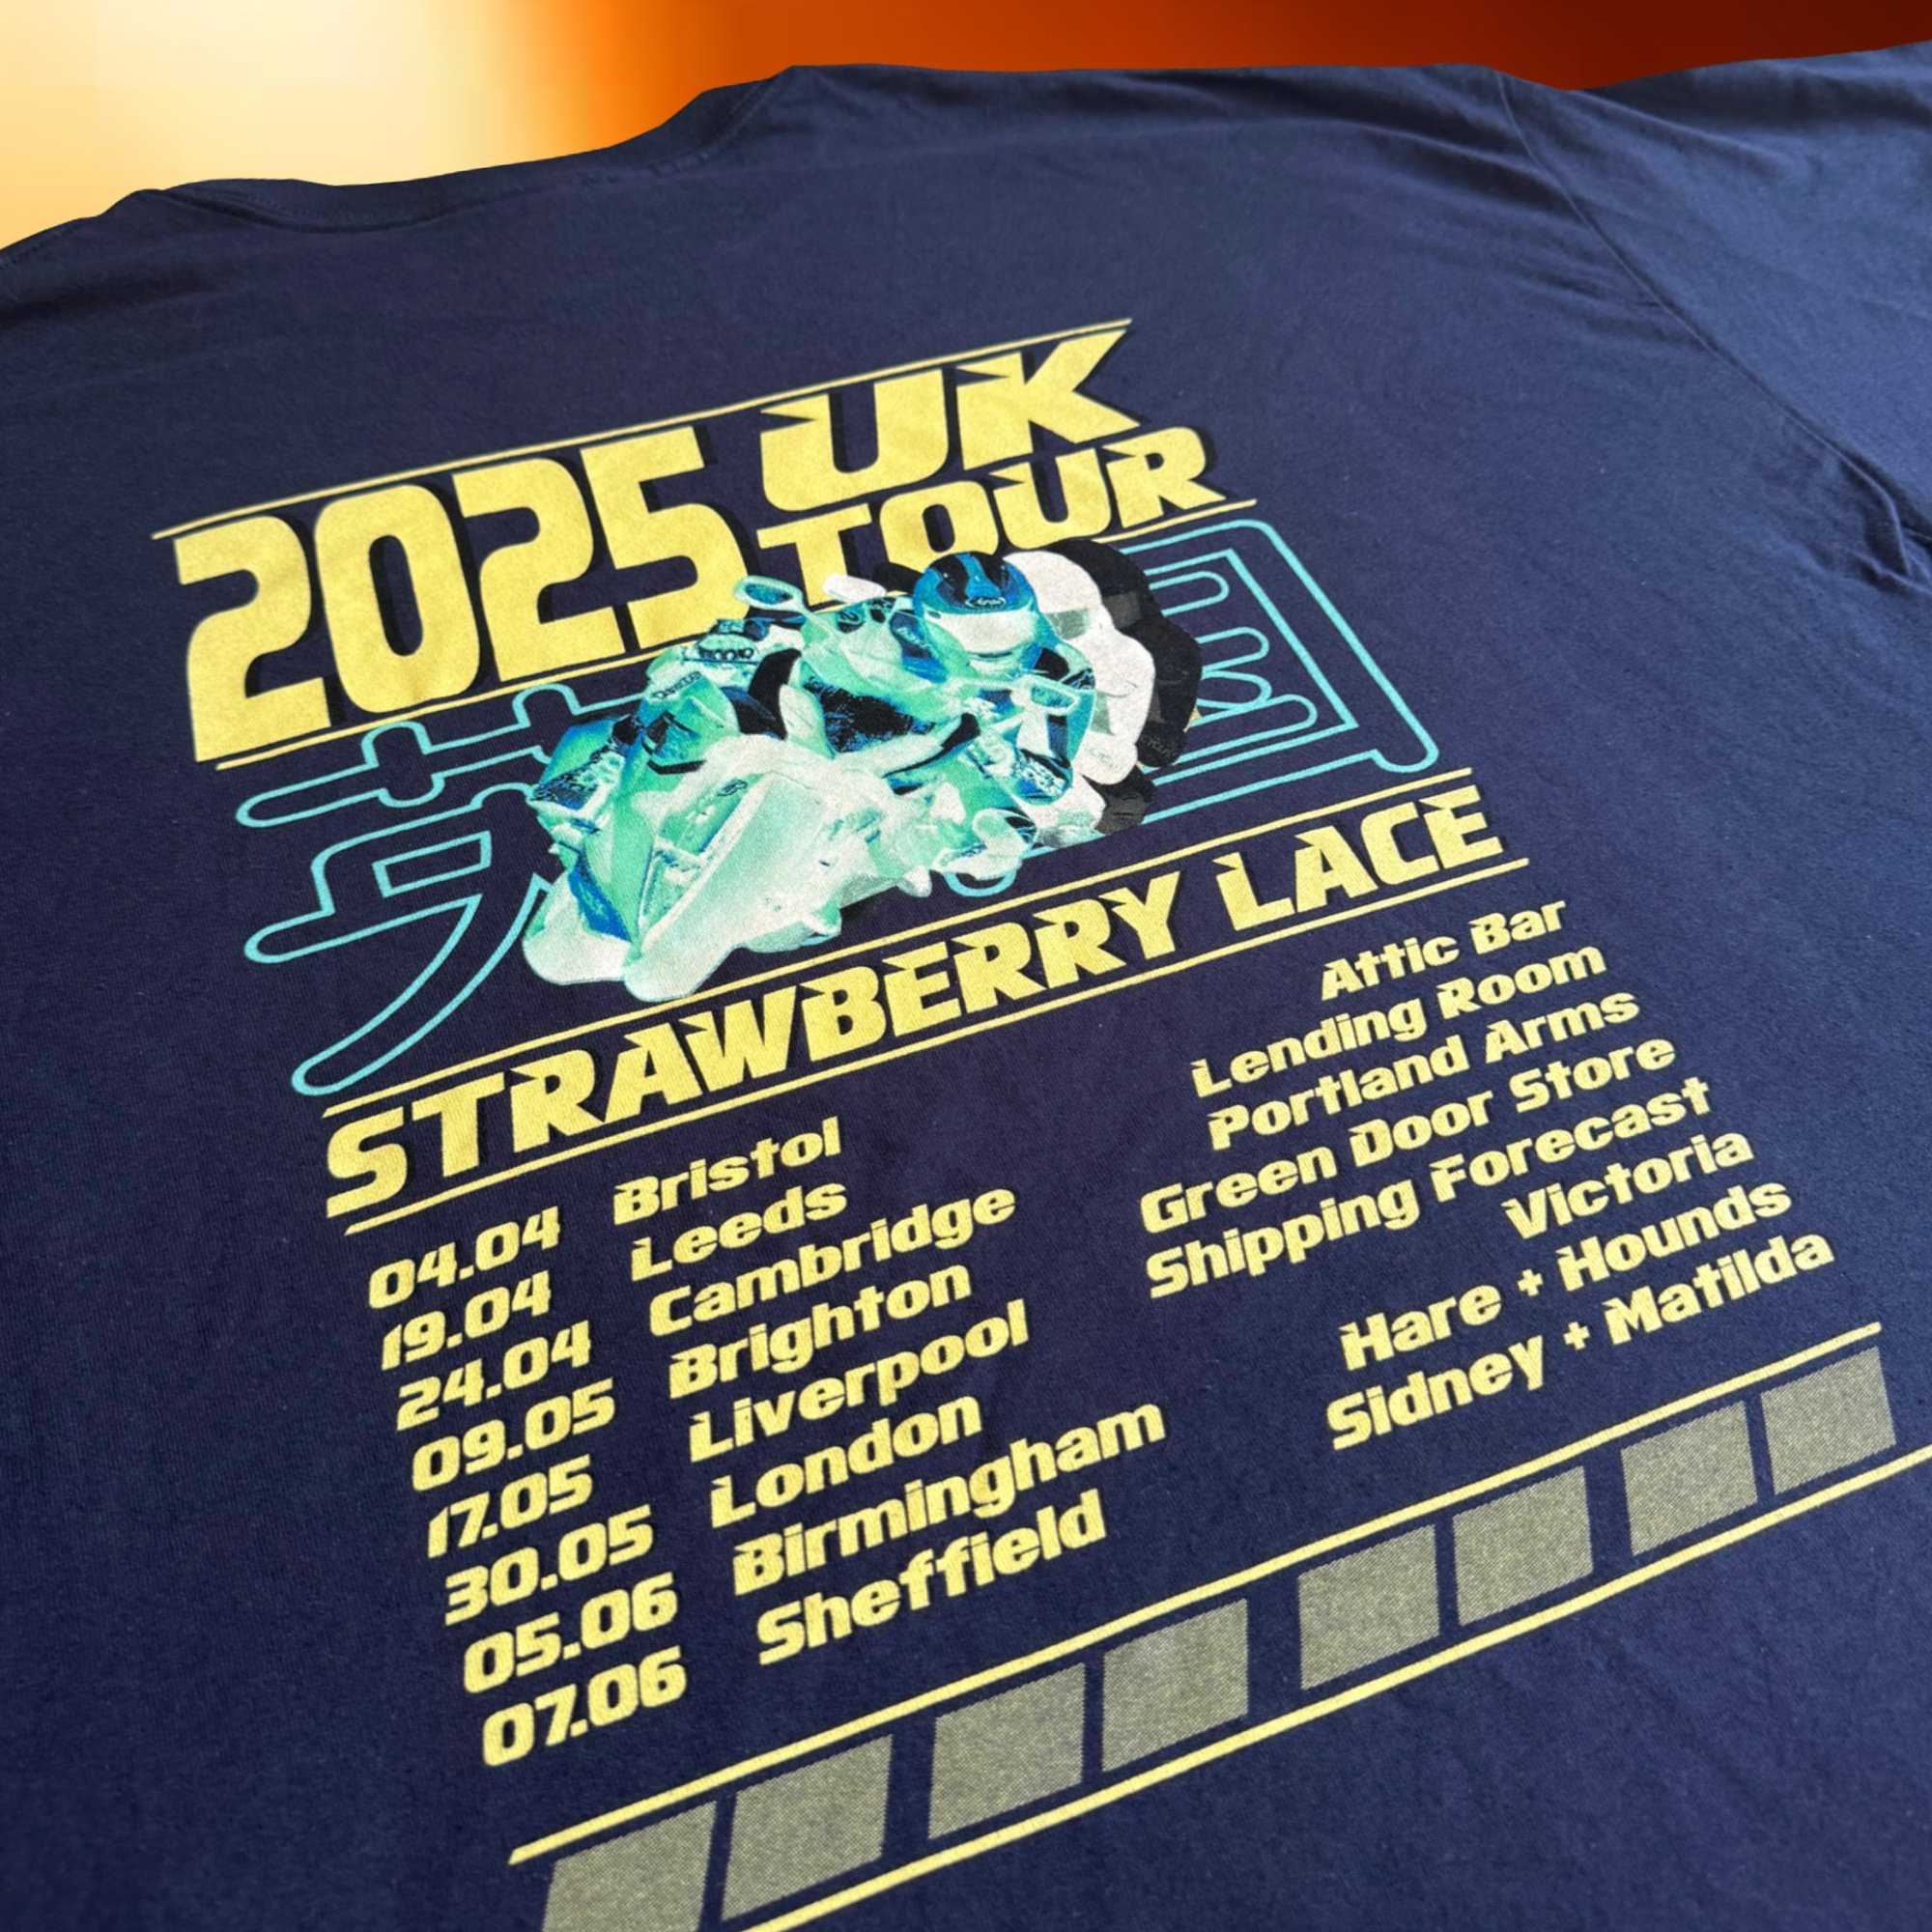 2025 UK
TOUR
STRAWBERRY LACE
04.04 Bristol Attic Bar
19.04 Leeds Lending Room
24.04 Cambridge Portland Arms
09.05 Brighton Green Door Store
17.05 Liverpool Shipping Forecast
30.05 London Victoria
05.06 Birmingham Hare + Hounds
07.06 Sheffield Sidney + Matilda